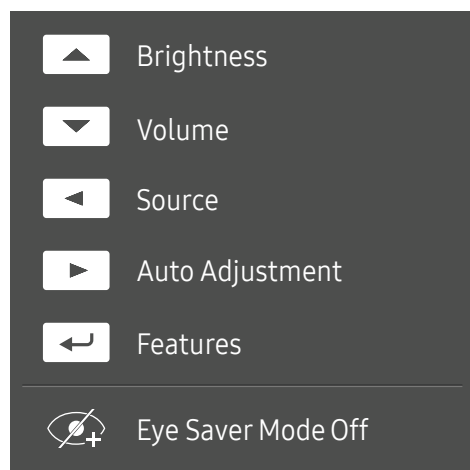 Brightness
Volume
Source
Auto Adjustment
Features
Eye Saver Mode Off